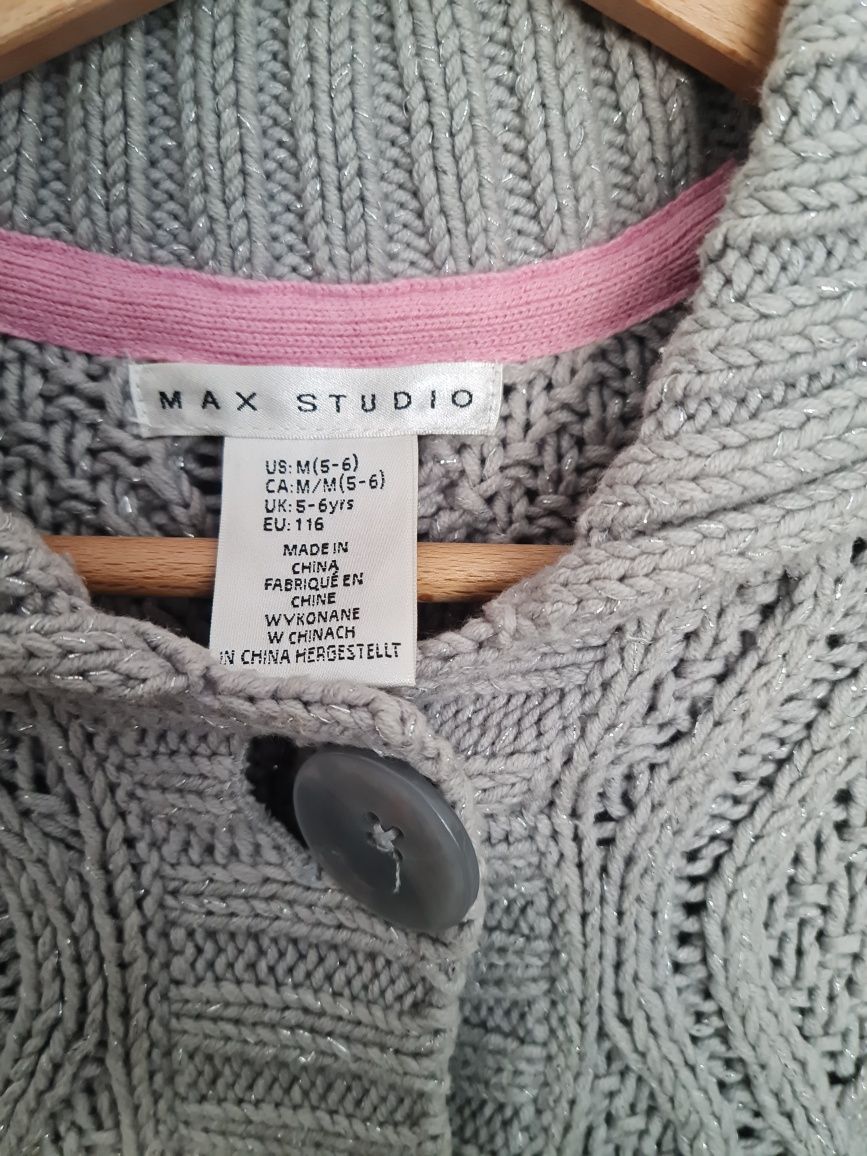 MAX STUDIO
US: M(5-6)
CA: M/M(5-6)
UK: 5-6yrs
EU: 116
MADE IN
CHINA
FABRIQUÉ EN
CHINE
WYKONANE
W CHINACH
IN CHINA HERGESTELLT